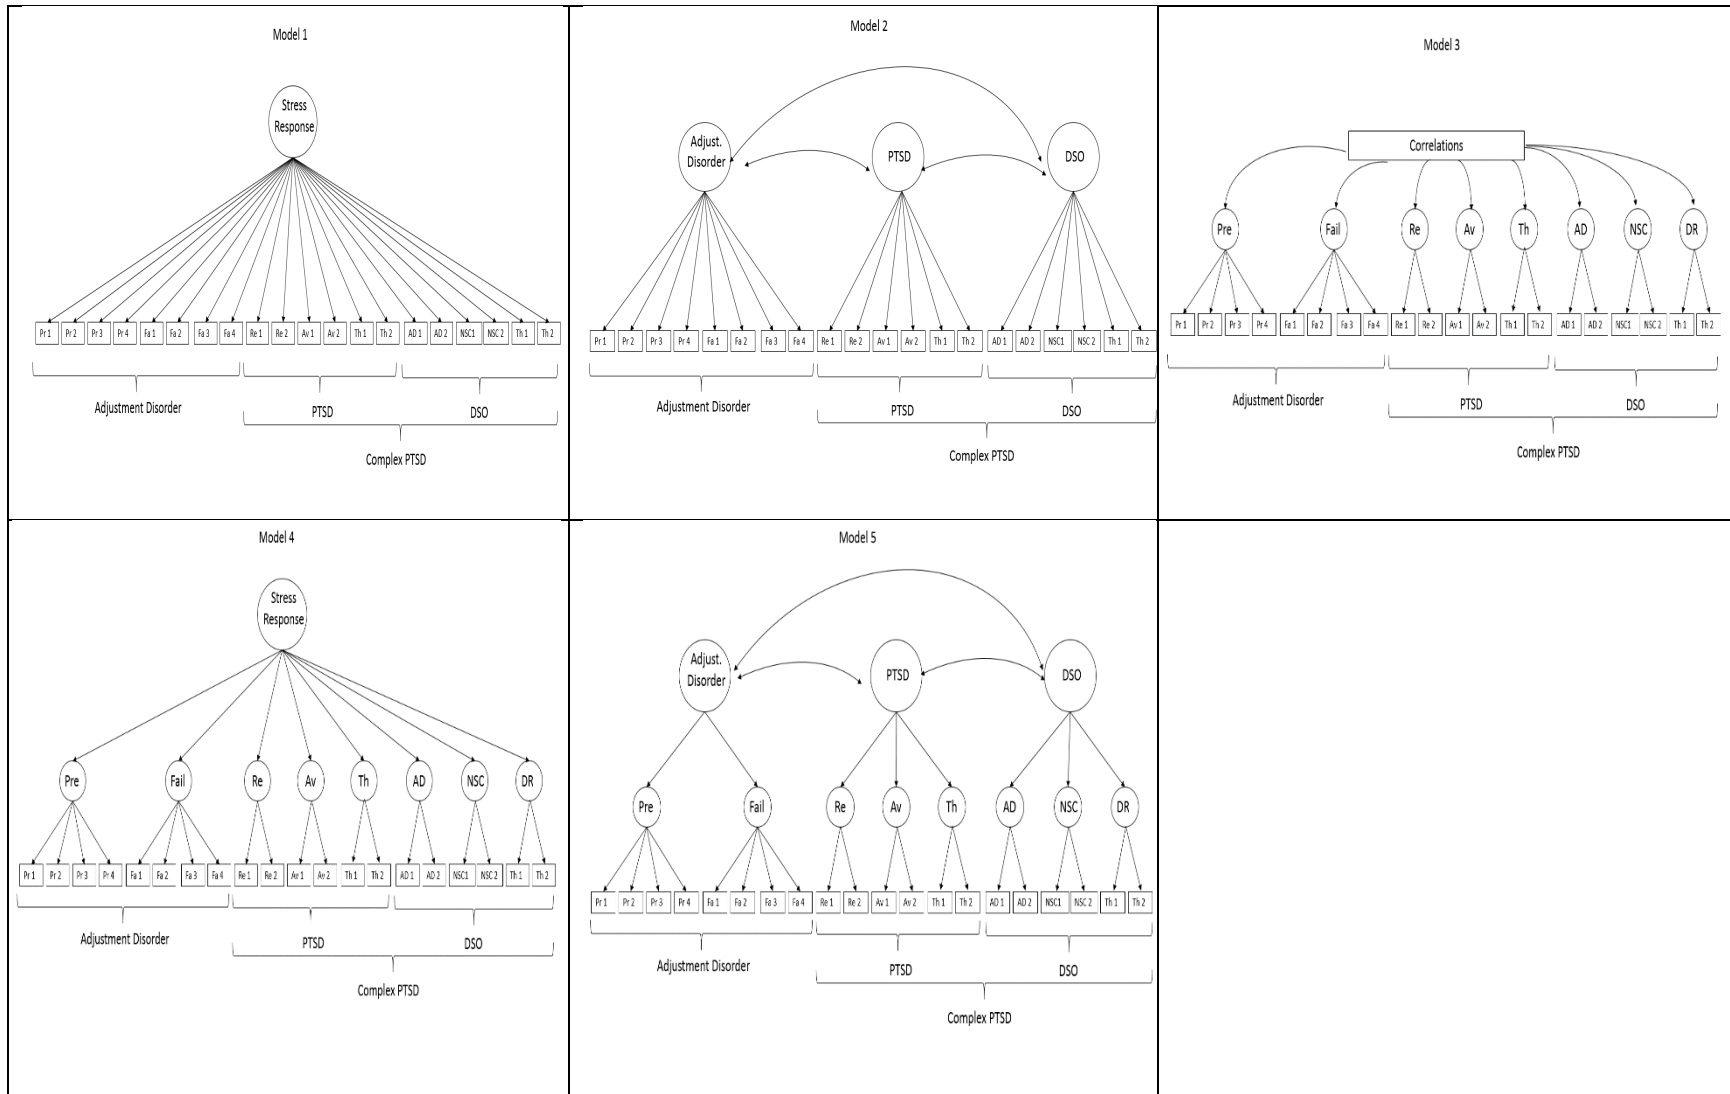 Model 1
Stress
Response
Pr 1 Pr 2 Pr 3 Pr 4 Fa 1 Fa 2 Fa 3 Fa 4 Re 1 Re 2 Av 1 Av 2 Th 1 Th 2 AD 1 AD 2 NSC1 NSC 2 Th 1 Th 2
Adjustment Disorder PTSD DSO
Complex PTSD
Model 2
Adjust.
Disorder PTSD DSO
Pr 1 Pr 2 Pr 3 Pr 4 Fa 1 Fa 2 Fa 3 Fa 4 Re 1 Re 2 Av 1 Av 2 Th 1 Th 2 AD 1 AD 2 NSC1 NSC 2 Th 1 Th 2
Adjustment Disorder PTSD DSO
Complex PTSD
Model 3
Correlations
Pre Fail Re Av Th AD NSC DR
Pr 1 Pr 2 Pr 3 Pr 4 Fa 1 Fa 2 Fa 3 Fa 4 Re 1 Re 2 Av 1 Av 2 Th 1 Th 2 AD 1 AD 2 NSC1 NSC 2 Th 1 Th 2
Adjustment Disorder PTSD DSO
Complex PTSD
Model 4
Stress
Response
Pre Fail Re Av Th AD NSC DR
Pr 1 Pr 2 Pr 3 Pr 4 Fa 1 Fa 2 Fa 3 Fa 4 Re 1 Re 2 Av 1 Av 2 Th 1 Th 2 AD 1 AD 2 NSC1 NSC 2 Th 1 Th 2
Adjustment Disorder PTSD DSO
Complex PTSD
Model 5
Adjust.
Disorder PTSD DSO
Pre Fail Re Av Th AD NSC DR
Pr 1 Pr 2 Pr 3 Pr 4 Fa 1 Fa 2 Fa 3 Fa 4 Re 1 Re 2 Av 1 Av 2 Th 1 Th 2 AD 1 AD 2 NSC1 NSC 2 Th 1 Th 2
Adjustment Disorder PTSD DSO
Complex PTSD